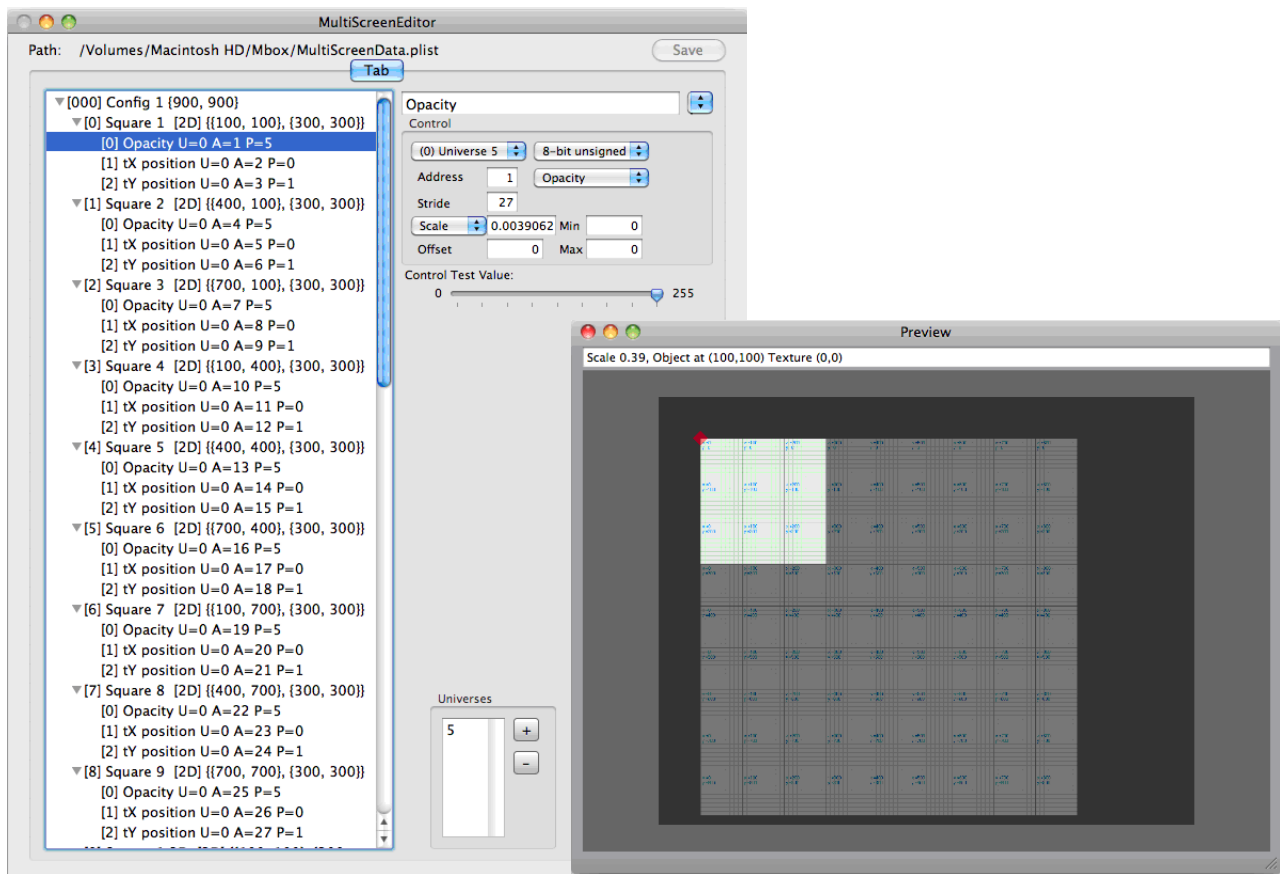 MultiScreenEditor
Path: /Volumes/Macintosh HD/Mbox/MultiScreenData.plist
Save
Tab
[000] Config 1 {900, 900}
[0] Square 1 [2D] {{100, 100}, {300, 300}}
[0] Opacity U=0 A=1 P=5
[1] tX position U=0 A=2 P=0
[2] tY position U=0 A=3 P=1
[1] Square 2 [2D] {{400, 100}, {300, 300}}
[0] Opacity U=0 A=4 P=5
[1] tX position U=0 A=5 P=0
[2] tY position U=0 A=6 P=1
[2] Square 3 [2D] {{700, 100}, {300, 300}}
[0] Opacity U=0 A=7 P=5
[1] tX position U=0 A=8 P=0
[2] tY position U=0 A=9 P=1
[3] Square 4 [2D] {{100, 400}, {300, 300}}
[0] Opacity U=0 A=10 P=5
[1] tX position U=0 A=11 P=0
[2] tY position U=0 A=12 P=1
[4] Square 5 [2D] {{400, 400}, {300, 300}}
[0] Opacity U=0 A=13 P=5
[1] tX position U=0 A=14 P=0
[2] tY position U=0 A=15 P=1
[5] Square 6 [2D] {{700, 400}, {300, 300}}
[0] Opacity U=0 A=16 P=5
[1] tX position U=0 A=17 P=0
[2] tY position U=0 A=18 P=1
[6] Square 7 [2D] {{100, 700}, {300, 300}}
[0] Opacity U=0 A=19 P=5
[1] tX position U=0 A=20 P=0
[2] tY position U=0 A=21 P=1
[7] Square 8 [2D] {{400, 700}, {300, 300}}
[0] Opacity U=0 A=22 P=5
[1] tX position U=0 A=23 P=0
[2] tY position U=0 A=24 P=1
[8] Square 9 [2D] {{700, 700}, {300, 300}}
[0] Opacity U=0 A=25 P=5
[1] tX position U=0 A=26 P=0
[2] tY position U=0 A=27 P=1
Opacity
Control
(0) Universe 5 8-bit unsigned
Address 1 Opacity
Stride 27
Scale 0.0039062 Min 0
Offset 0 Max 0
Control Test Value:
0 255
Universes
5
+
-
Preview
Scale 0.39, Object at (100,100) Texture (0,0)